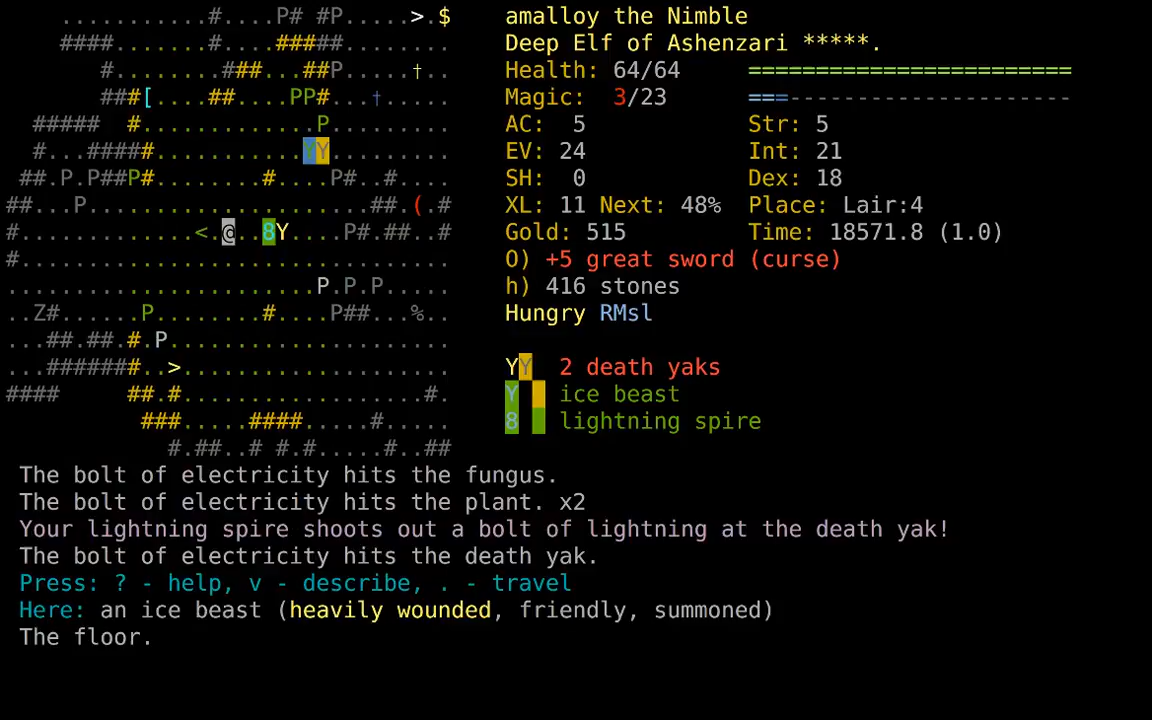 ............#....P# #P.....>.$ amalloy the Nimble
####.......#....#####........ Deep Elf of Ashenzari *****.
#........###...##P.....†.. Health: 64/64 ========================
###[....##....PP#...†..... Magic: 3/23 ===---------------------
##### #.............P......... AC: 5 Str: 5
#...#####...........YY......... EV: 24 Int: 21
##.P.P##P#........#....P#..#.... SH: 0 Dex: 18
##...P.....................##.(.# XL: 11 Next: 48% Place: Lair:4
#.............<.@..8Y....P#.##..# Gold: 515 Time: 18571.8 (1.0)
#................................ O) +5 great sword (curse)
.......................P.P.P..... h) 416 stones
..Z#......P........#....P##...%.. Hungry RMsl
...##.##.#.P.....................
...#######..>.................... YY 2 death yaks
#### ##.#..................#. Y ice beast
###.....####.....#..... 8 lightning spire
#.##..# #.#.....#..##
The bolt of electricity hits the fungus.
The bolt of electricity hits the plant. x2
Your lightning spire shoots out a bolt of lightning at the death yak!
The bolt of electricity hits the death yak.
Press: ? - help, v - describe, . - travel
Here: an ice beast (heavily wounded, friendly, summoned)
The floor.